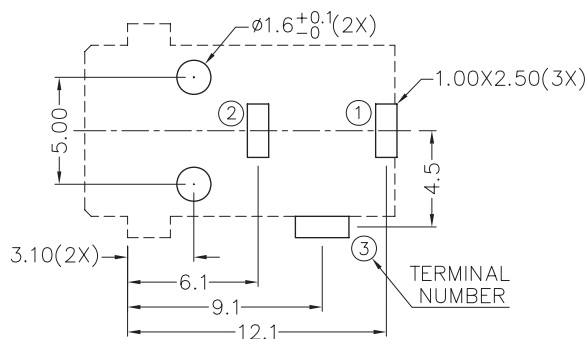 ø1.6+0.1-0(2X)
1.00X2.50(3X)
②
①
5.00
4.5
3.10(2X)
③
6.1
TERMINAL
NUMBER
9.1
12.1